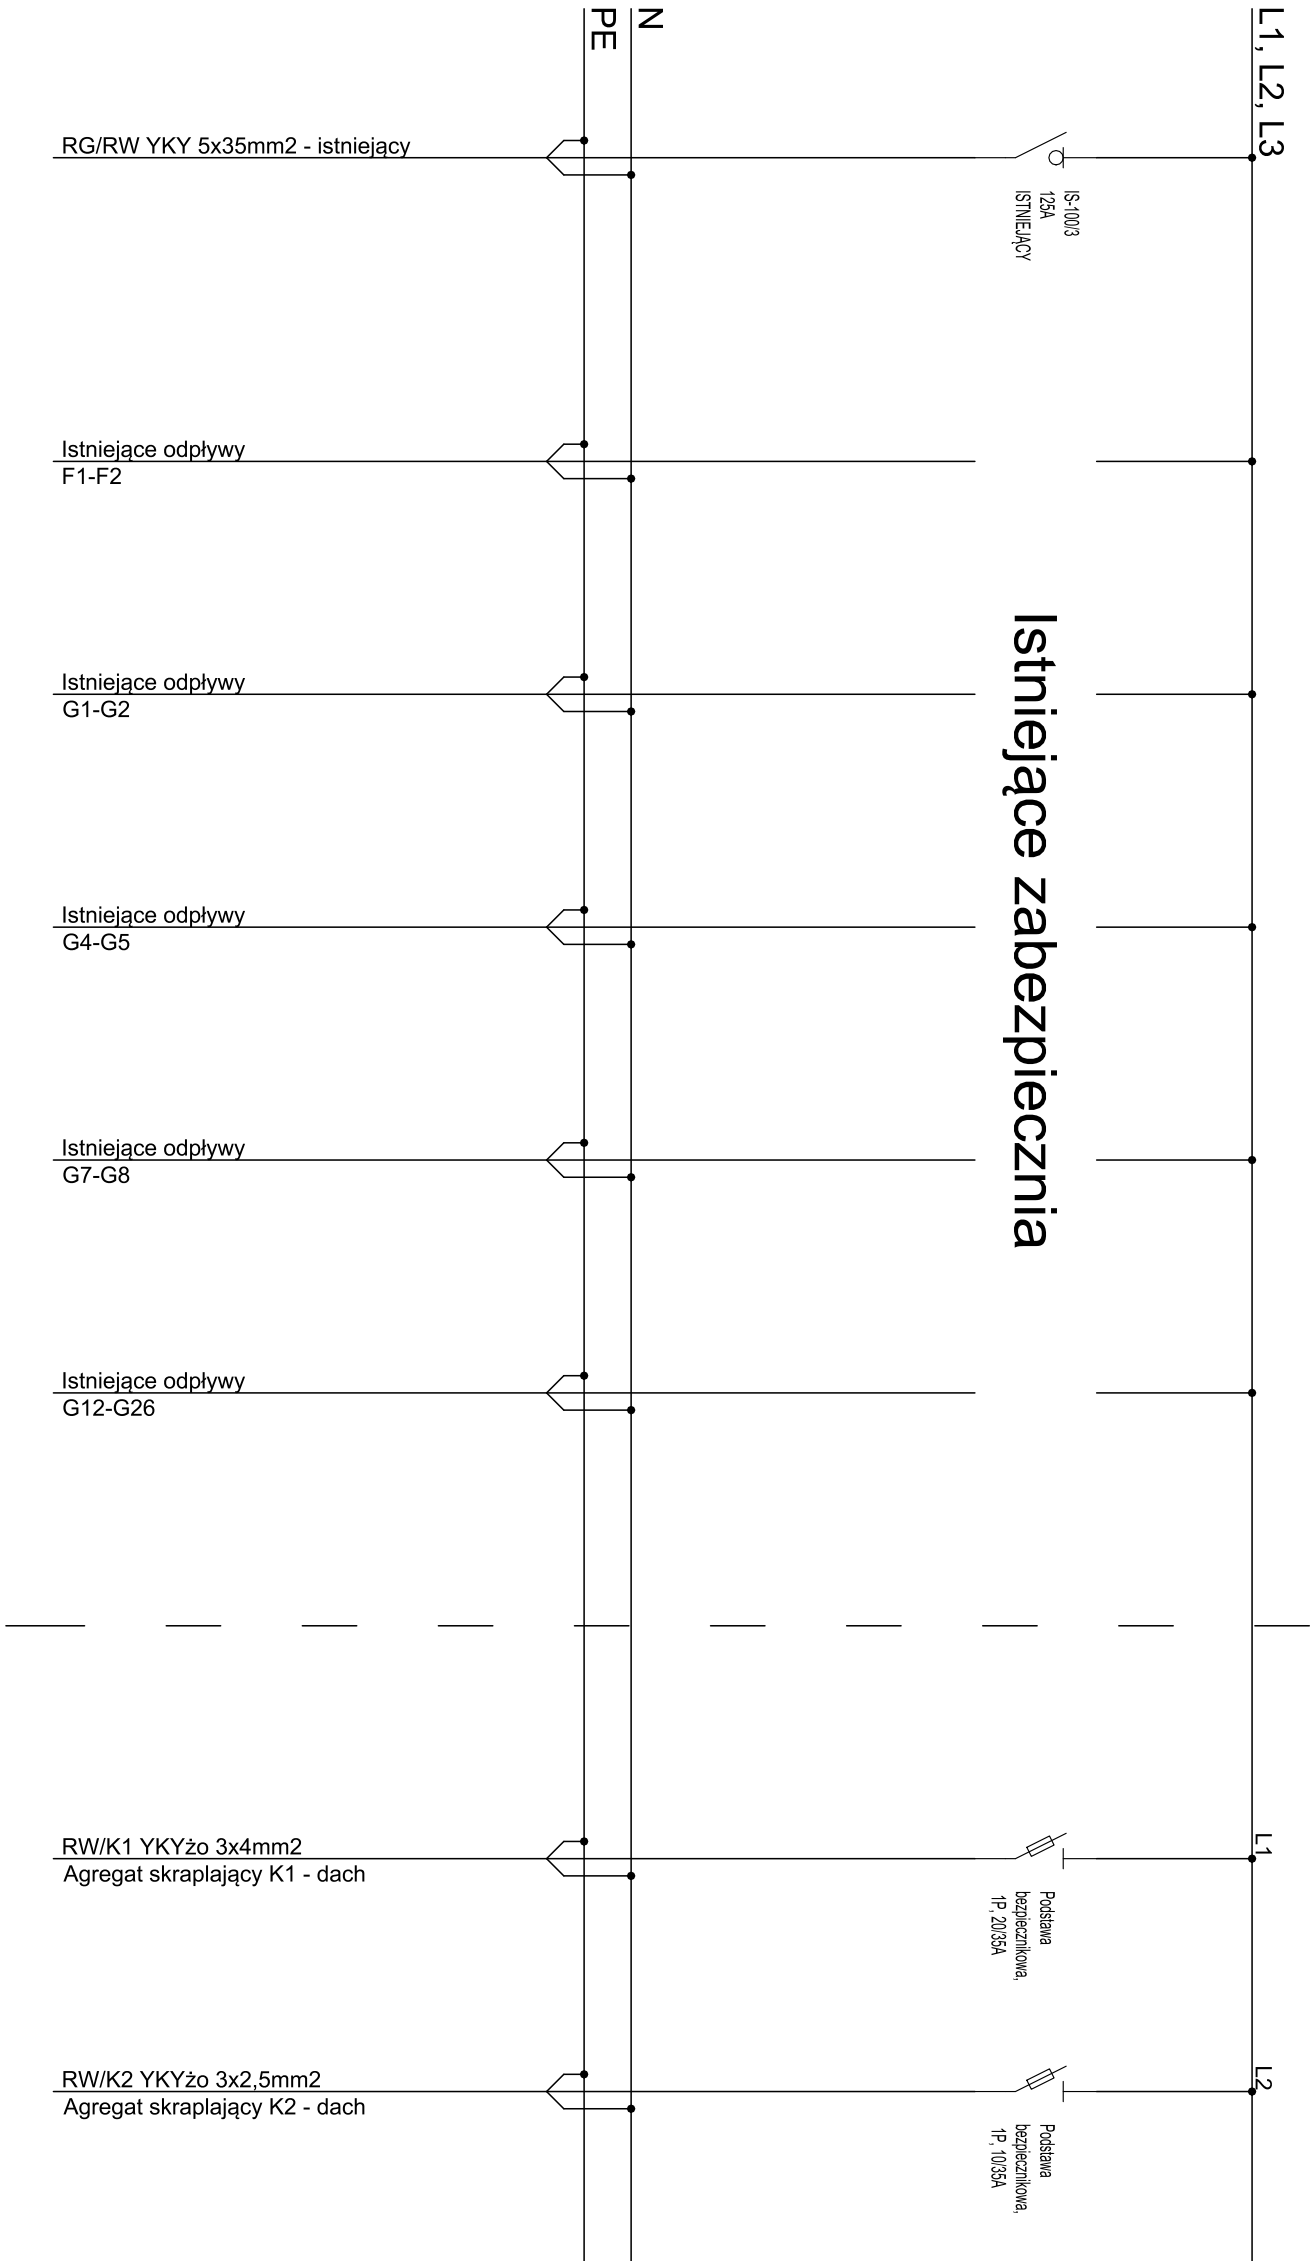 L1, L2, L3
N
PE
RG/RW YKY 5x35mm2 - istniejący
IS-100/3
125A
ISTNIEJĄCY
Istniejące odpływy
F1-F2
Istniejące zabezpiecznia
Istniejące odpływy
G1-G2
Istniejące odpływy
G4-G5
Istniejące odpływy
G7-G8
Istniejące odpływy
G12-G26
L1
RW/K1 YKYżo 3x4mm2
Agregat skraplający K1 - dach
Podstawa
bezpiecznikowa,
1P, 20/35A
L2
RW/K2 YKYżo 3x2,5mm2
Agregat skraplający K2 - dach
Podstawa
bezpiecznikowa,
1P, 10/35A